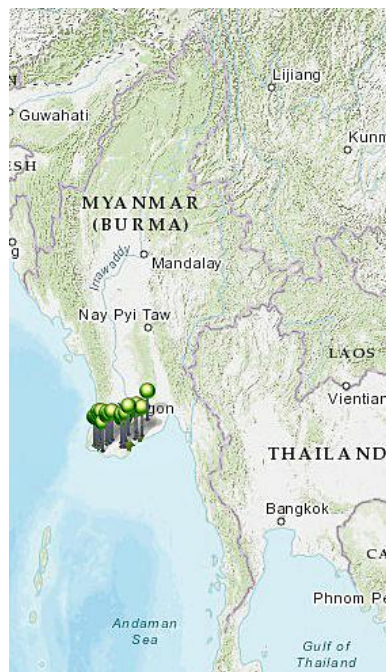 Lijiang
Guwahati
Kunm
ESH
MYANMAR
(BURMA)
g
Irrawaddy
Mandalay
Nay Pyi Taw
LAOS
Vientian
gon
THAILAND
Bangkok
CA
Phnom Pe
Andaman
Sea
Gulf of
Thailand